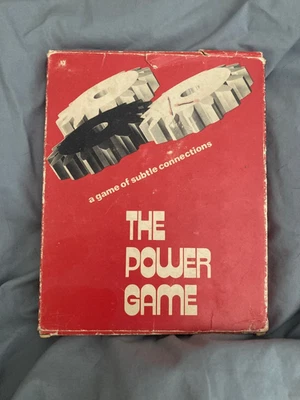 a game of subtle connections
THE
POWER
GAME